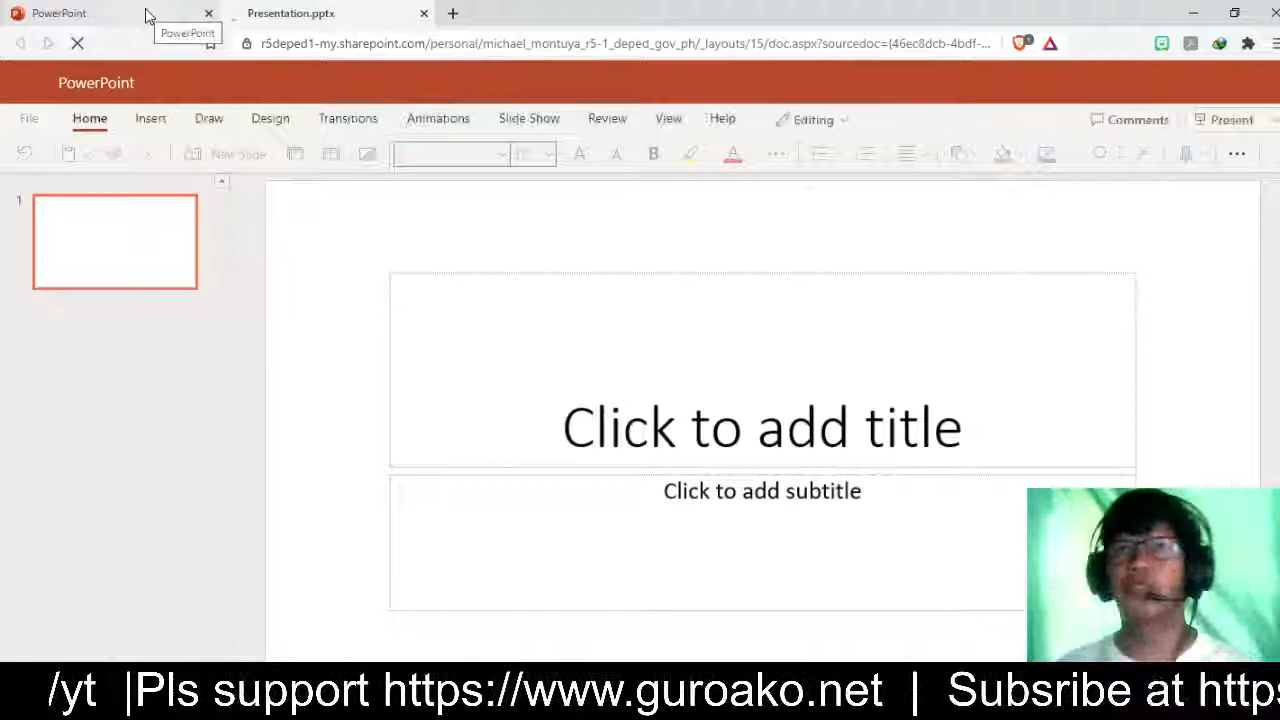 PowerPoint
Presentation.pptx
PowerPoint
r5deped1-my.sharepoint.com/personal/michael_montuya_r5-1_deped_gov_ph/_layouts/15/doc.aspx?sourcedoc={46ec8dcb-4bdf-...
PowerPoint
File Home Insert Draw Design Transitions Animations Slide Show Review View Help Editing Comments Present
New Slide
1
Click to add title
Click to add subtitle
/yt |Pls support https://www.guroako.net | Subsribe at https